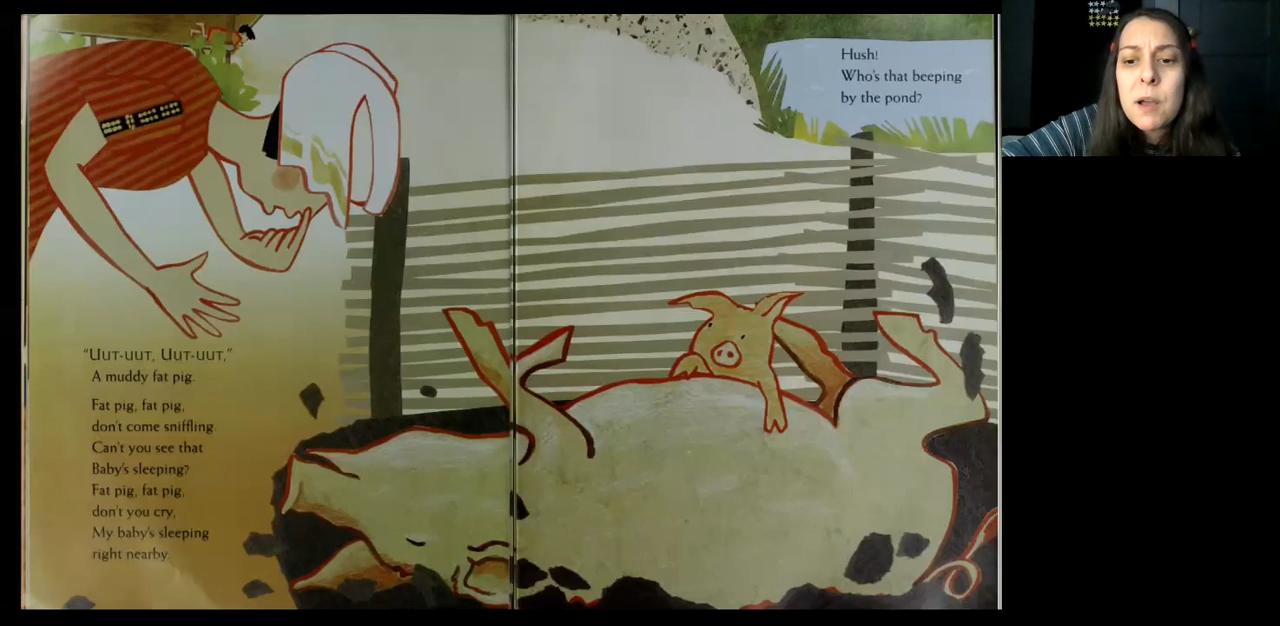 "UUT-UUT, UUT-UUT,"
A muddy fat pig.
Fat pig, fat pig,
don't come sniffling.
Can't you see that
Baby's sleeping?
Fat pig, fat pig,
don't you cry,
My baby's sleeping
right nearby.
Hush!
Who's that beeping
by the pond?